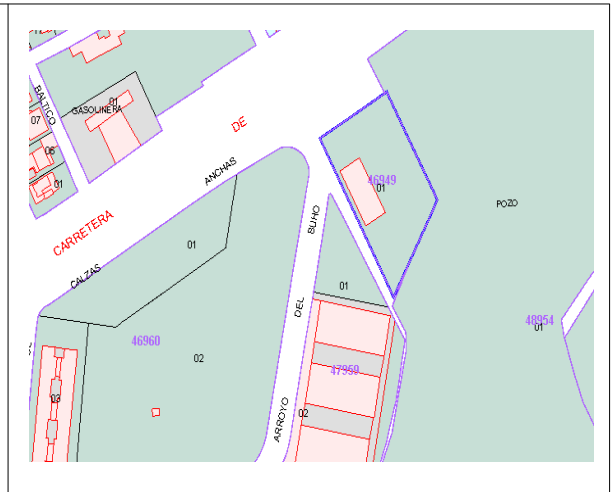 BALTICO
GASOLINERA
01
07
06
01
DE
ANCHAS
CARRETERA
CALZAS
46949
01
POZO
BUHO
01
01
DEL
48954
01
46960
02
47959
03
02
ARROYO